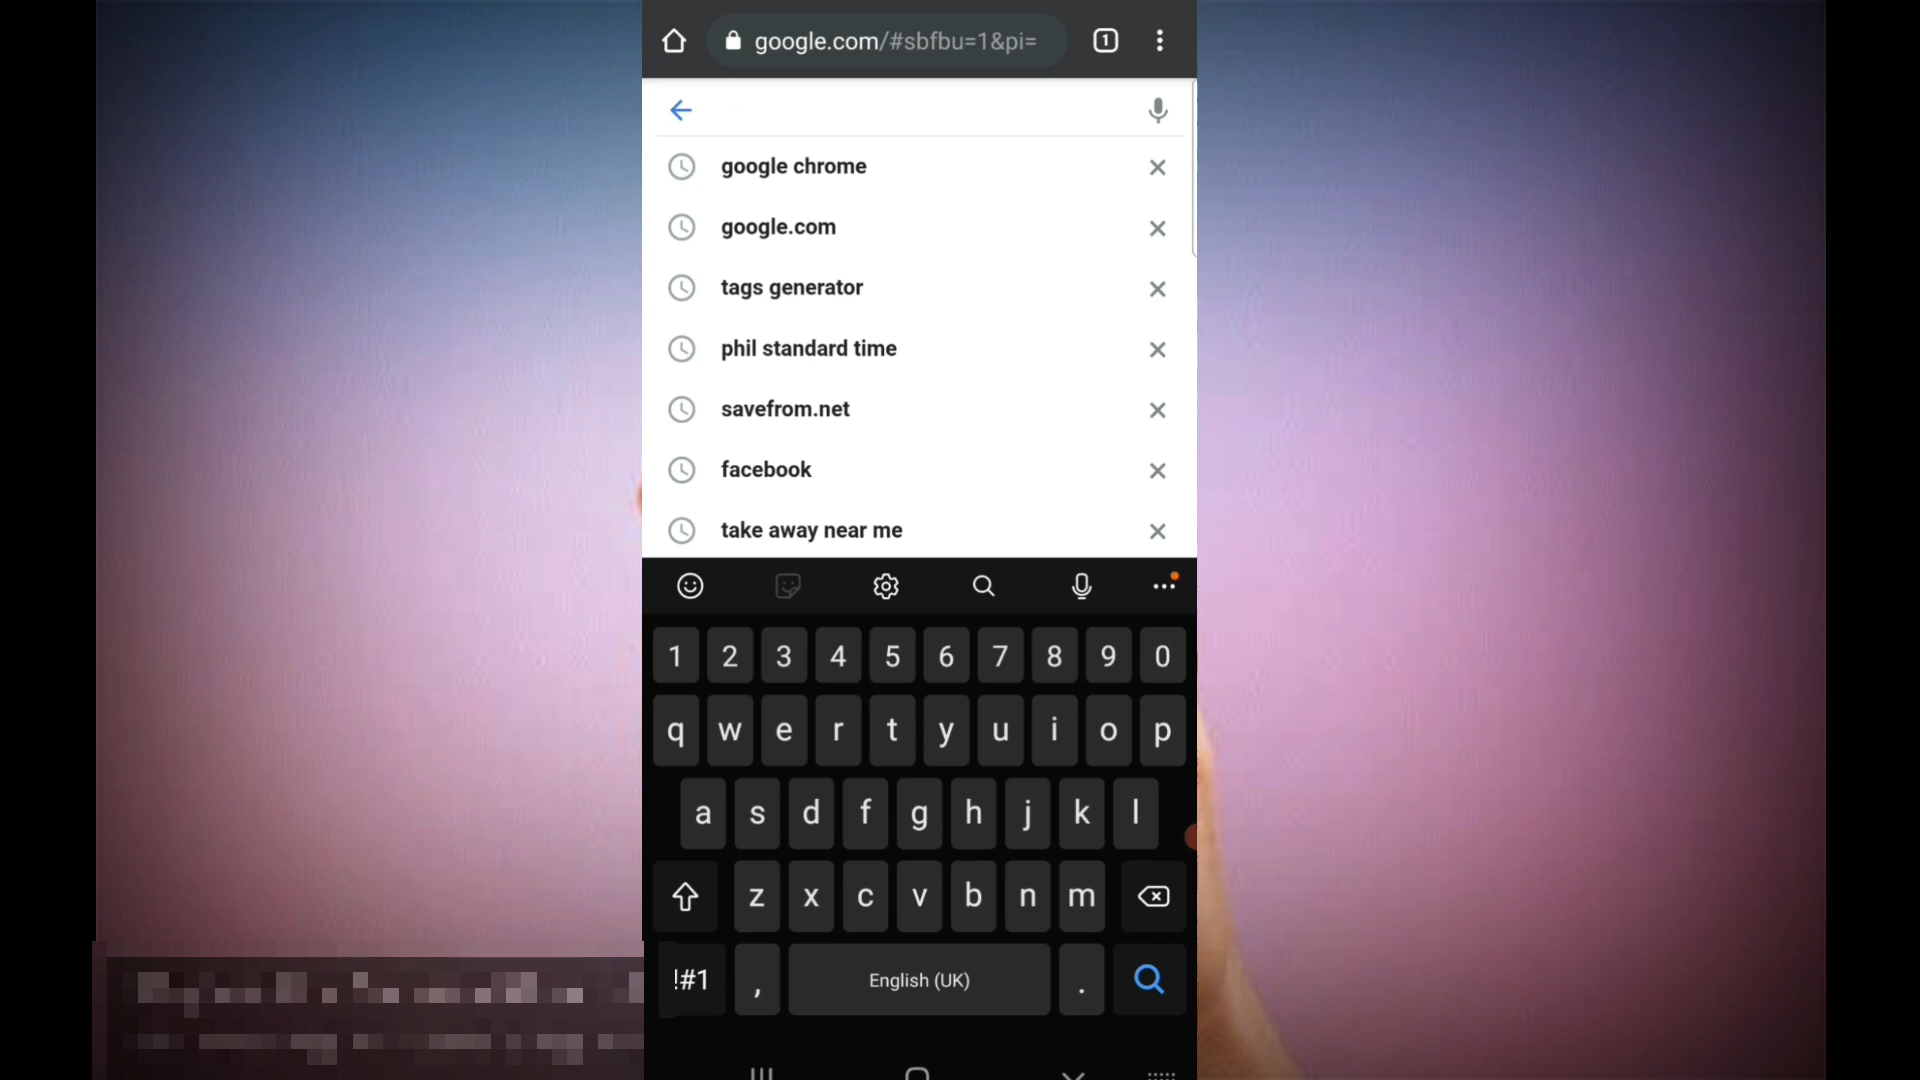 google.com/#sbfbu=1&pi=
1
google chrome
google.com
tags generator
phil standard time
savefrom.net
facebook
take away near me
1 2 3 4 5 6 7 8 9 0
q w e r t y u i o p
a s d f g h j k l
z x c v b n m
!#1 , English (UK) .